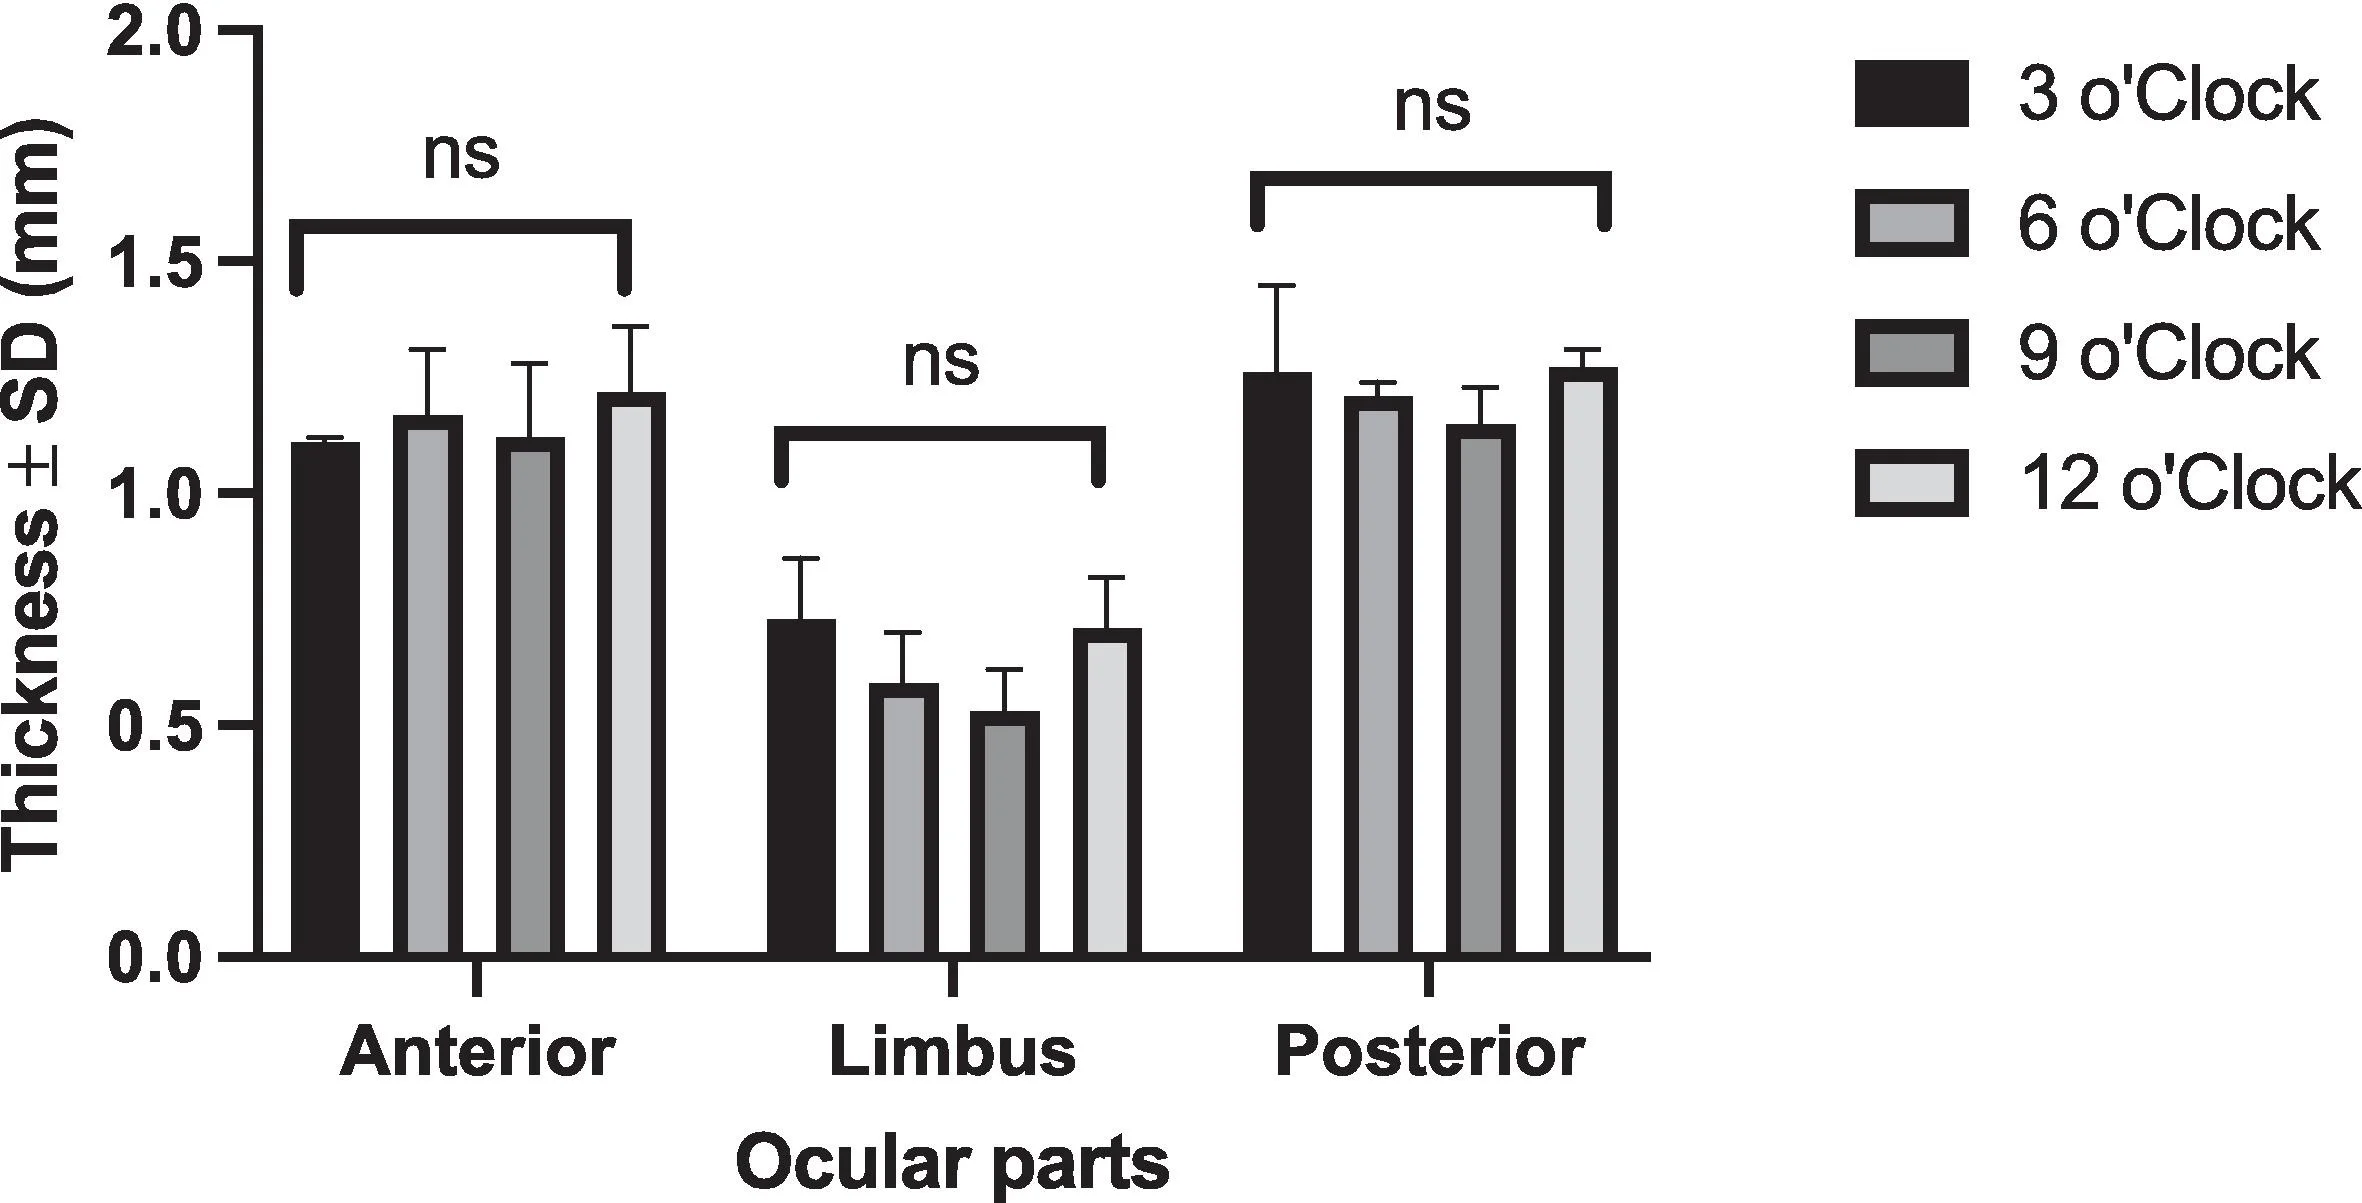 Thickness ± SD (mm)
2.0
1.5
1.0
0.5
0.0
ns
ns
ns
Anterior
Limbus
Posterior
Ocular parts
3 o'Clock
6 o'Clock
9 o'Clock
12 o'Clock